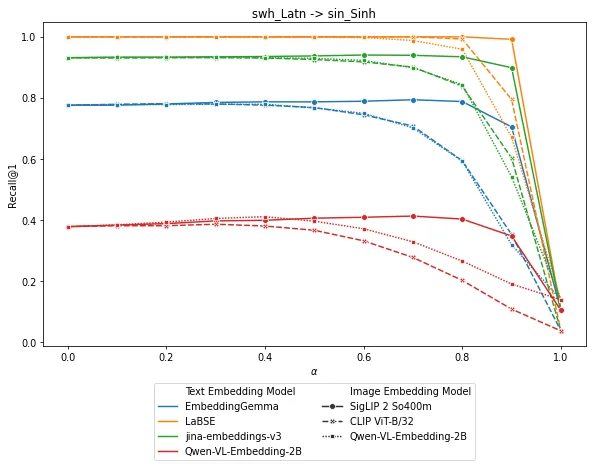 swh_Latn -> sin_Sinh
Recall@1
1.0
0.8
0.6
0.4
0.2
0.0
0.0 0.2 0.4 0.6 0.8 1.0
α
Text Embedding Model
EmbeddingGemma
LaBSE
jina-embeddings-v3
Qwen-VL-Embedding-2B
Image Embedding Model
SigLIP 2 So400m
CLIP ViT-B/32
Qwen-VL-Embedding-2B